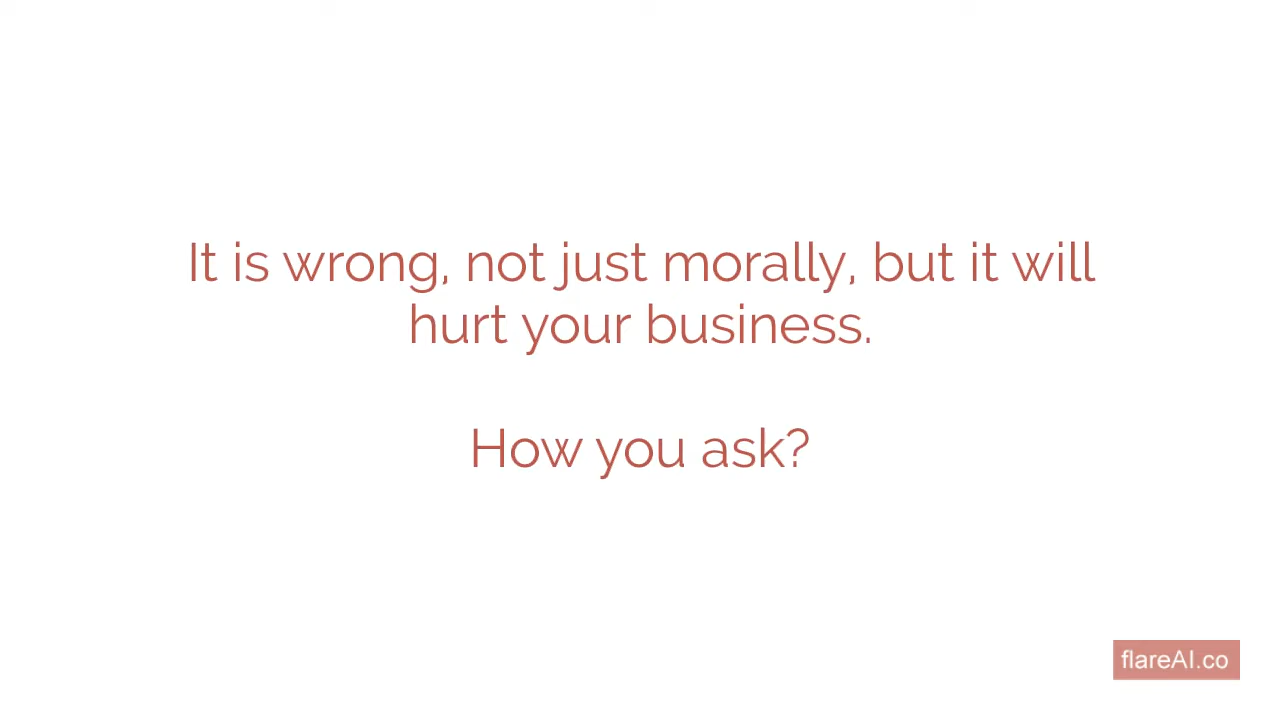 It is wrong, not just morally, but it will
hurt your business.
How you ask?
flareAI.co